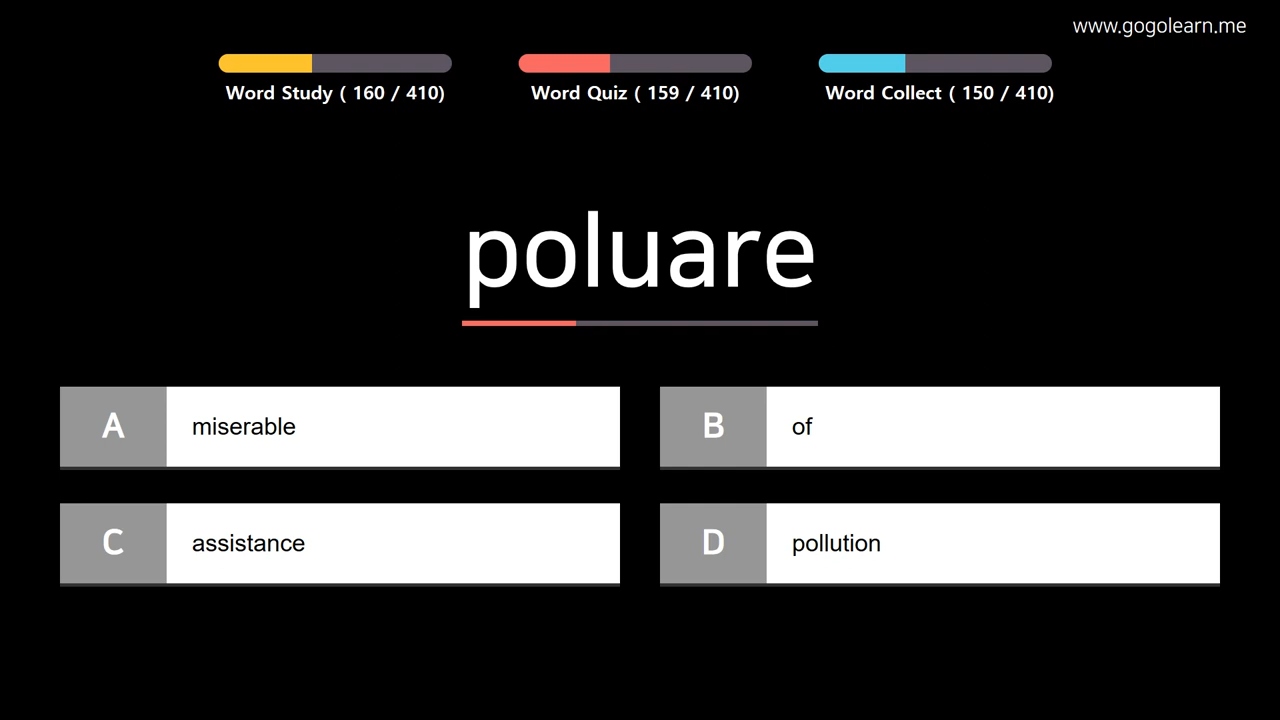 www.gogolearn.me
Word Study ( 160 / 410)
Word Quiz ( 159 / 410)
Word Collect ( 150 / 410)
poluare
A miserable
B of
C assistance
D pollution